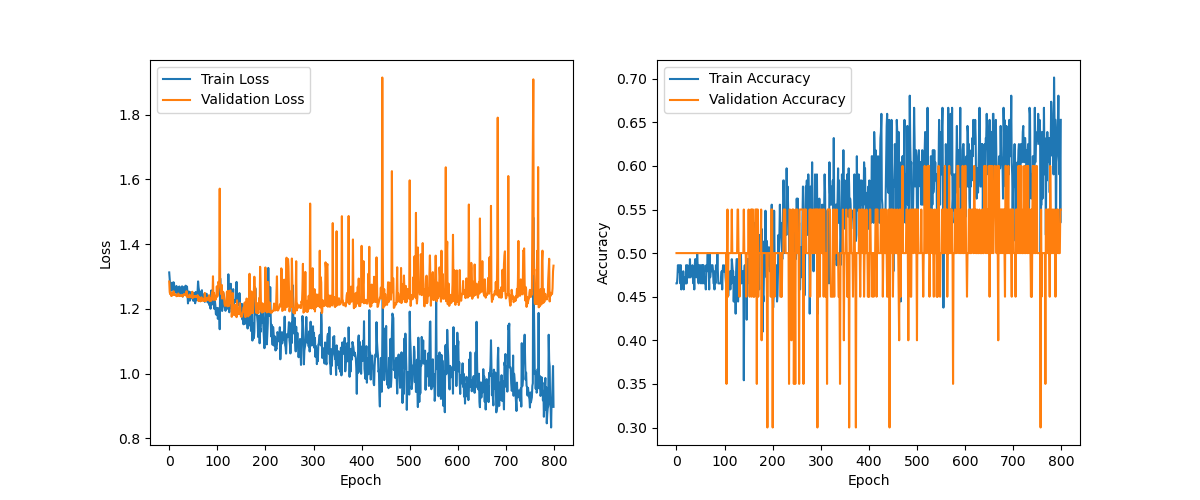 Train Loss
Validation Loss
1.8
1.6
1.4
1.2
1.0
0.8
Loss
0 100 200 300 400 500 600 700 800
Epoch
Train Accuracy
Validation Accuracy
0.70
0.65
0.60
0.55
0.50
0.45
0.40
0.35
0.30
Accuracy
0 100 200 300 400 500 600 700 800
Epoch